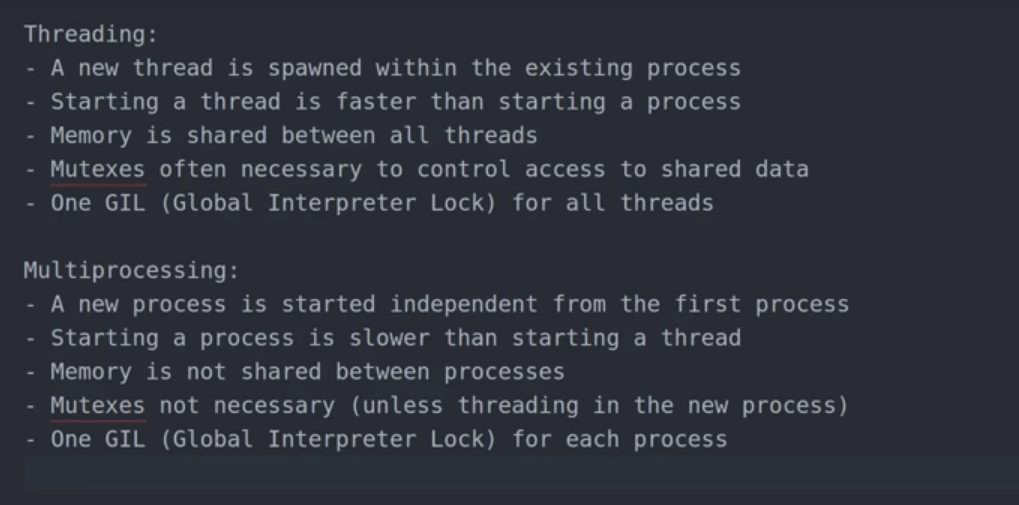 Threading:
- A new thread is spawned within the existing process
- Starting a thread is faster than starting a process
- Memory is shared between all threads
- Mutexes often necessary to control access to shared data
- One GIL (Global Interpreter Lock) for all threads
Multiprocessing:
- A new process is started independent from the first process
- Starting a process is slower than starting a thread
- Memory is not shared between processes
- Mutexes not necessary (unless threading in the new process)
- One GIL (Global Interpreter Lock) for each process